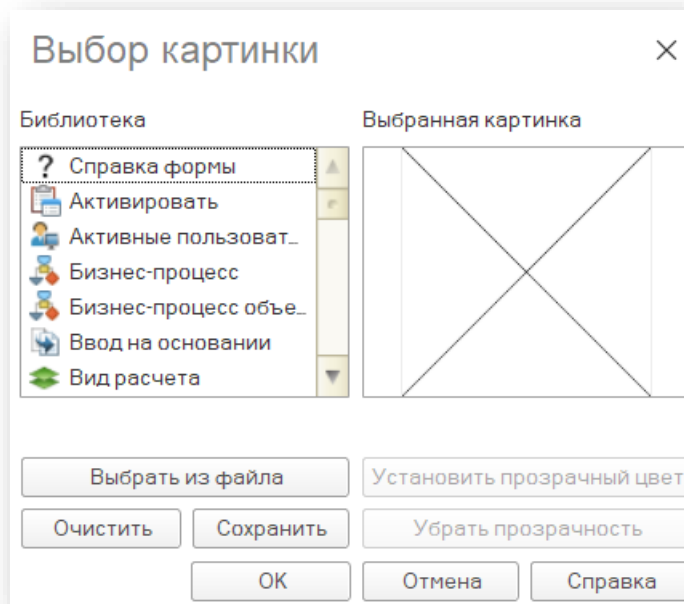 Выбор картинки
Библиотека
Выбранная картинка
? Справка формы
Активировать
Активные пользоват…
Бизнес-процесс
Бизнес-процесс объе…
Ввод на основании
Вид расчета
Выбрать из файла
Установить прозрачный цвет
Очистить
Сохранить
Убрать прозрачность
OK
Отмена
Справка